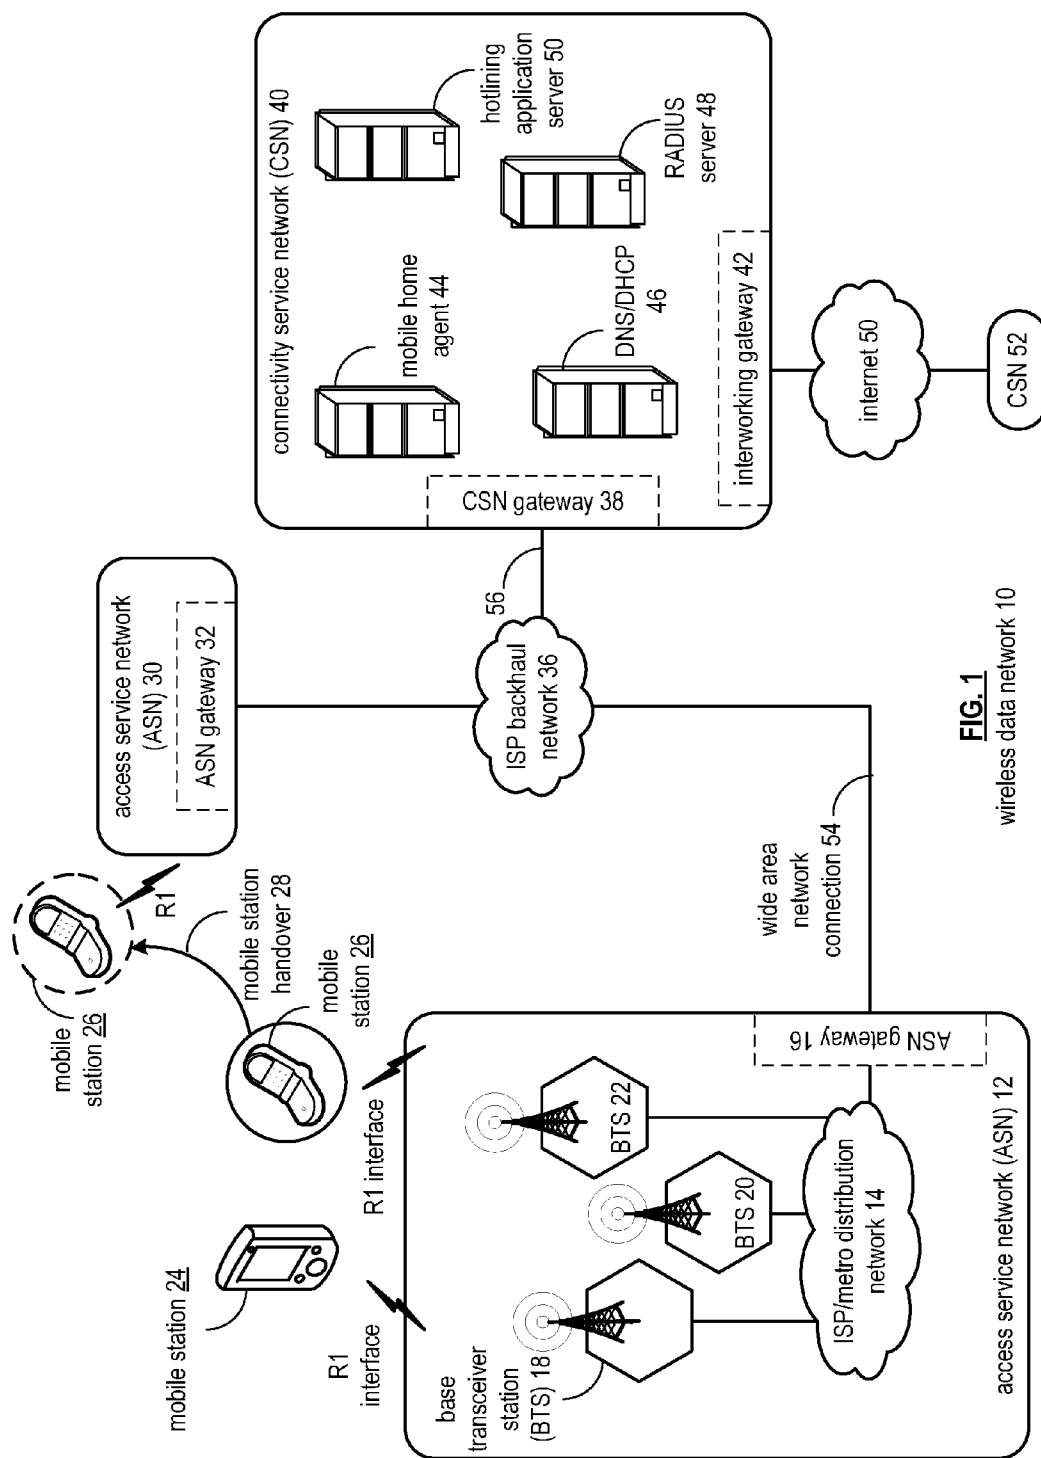 mobile station 24
R1
interface
base
transceiver
station
(BTS) 18
mobile
station 26
R1 interface
mobile station
handover 28
mobile
station 26
R1
BTS 20
BTS 22
ISP/metro distribution
network 14
ASN gateway 16
access service network (ASN) 12
wide area
network
connection 54
access service network
(ASN) 30
ASN gateway 32
ISP backhaul
network 36
56
connectivity service network (CSN) 40
CSN gateway 38
mobile home
agent 44
hotlining
application
server 50
DNS/DHCP
46
RADIUS
server 48
interworking gateway 42
internet 50
CSN 52
FIG. 1
wireless data network 10